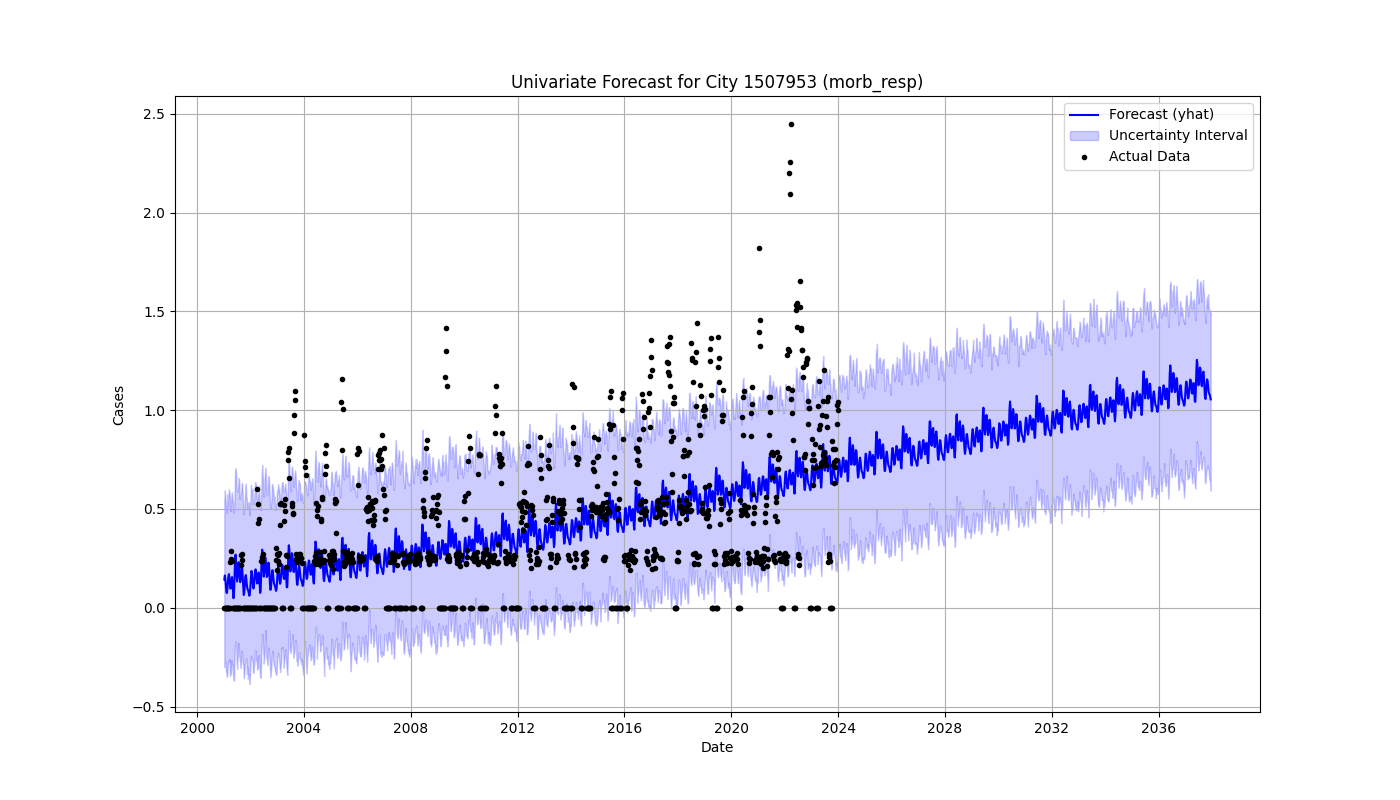 Univariate Forecast for City 1507953 (morb_resp)
Forecast (yhat)
Uncertainty Interval
Actual Data
Cases
2.5
2.0
1.5
1.0
0.5
0.0
−0.5
2000 2004 2008 2012 2016 2020 2024 2028 2032 2036
Date